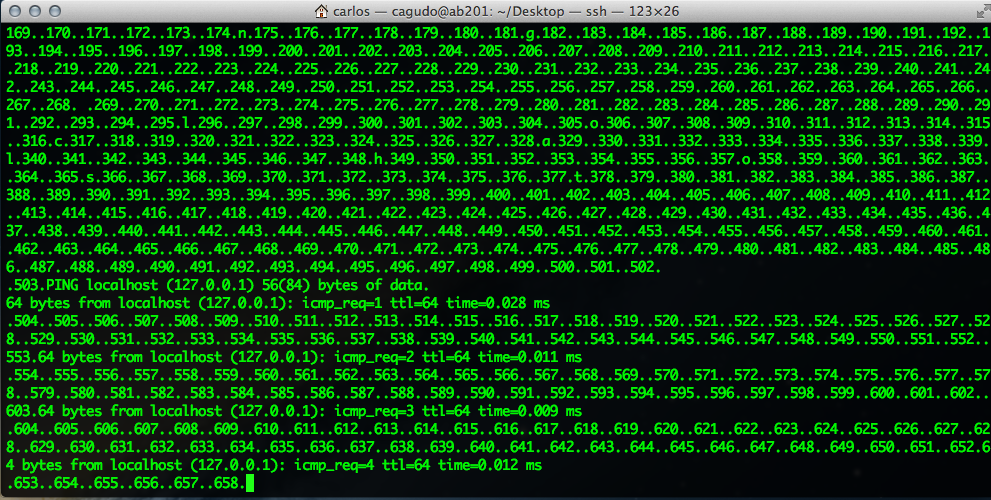 carlos — cagudo@ab201: ~/Desktop — ssh — 123×26
169..170..171..172..173..174.n.175..176..177..178..179..180..181.g.182..183..184..185..186..187..188..189..190..191..192..1
93..194..195..196..197..198..199..200..201..202..203..204..205..206..207..208..209..210..211..212..213..214..215..216..217.
.218..219..220..221..222..223..224..225..226..227..228..229..230..231..232..233..234..235..236..237..238..239..240..241..24
2..243..244..245..246..247..248..249..250..251..252..253..254..255..256..257..258..259..260..261..262..263..264..265..266..
267..268. .269..270..271..272..273..274..275..276..277..278..279..280..281..282..283..284..285..286..287..288..289..290..29
1..292..293..294..295.l.296..297..298..299..300..301..302..303..304..305.o.306..307..308..309..310..311..312..313..314..315
..316.c.317..318..319..320..321..322..323..324..325..326..327..328.a.329..330..331..332..333..334..335..336..337..338..339.
l.340..341..342..343..344..345..346..347..348.h.349..350..351..352..353..354..355..356..357.o.358..359..360..361..362..363.
.364..365.s.366..367..368..369..370..371..372..373..374..375..376..377.t.378..379..380..381..382..383..384..385..386..387..
388..389..390..391..392..393..394..395..396..397..398..399..400..401..402..403..404..405..406..407..408..409..410..411..412
..413..414..415..416..417..418..419..420..421..422..423..424..425..426..427..428..429..430..431..432..433..434..435..436..4
37..438..439..440..441..442..443..444..445..446..447..448..449..450..451..452..453..454..455..456..457..458..459..460..461.
.462..463..464..465..466..467..468..469..470..471..472..473..474..475..476..477..478..479..480..481..482..483..484..485..48
6..487..488..489..490..491..492..493..494..495..496..497..498..499..500..501..502.
.503.PING localhost (127.0.0.1) 56(84) bytes of data.
64 bytes from localhost (127.0.0.1): icmp_req=1 ttl=64 time=0.028 ms
.504..505..506..507..508..509..510..511..512..513..514..515..516..517..518..519..520..521..522..523..524..525..526..527..52
8..529..530..531..532..533..534..535..536..537..538..539..540..541..542..543..544..545..546..547..548..549..550..551..552..
553.64 bytes from localhost (127.0.0.1): icmp_req=2 ttl=64 time=0.011 ms
.554..555..556..557..558..559..560..561..562..563..564..565..566..567..568..569..570..571..572..573..574..575..576..577..57
8..579..580..581..582..583..584..585..586..587..588..589..590..591..592..593..594..595..596..597..598..599..600..601..602..
603.64 bytes from localhost (127.0.0.1): icmp_req=3 ttl=64 time=0.009 ms
.604..605..606..607..608..609..610..611..612..613..614..615..616..617..618..619..620..621..622..623..624..625..626..627..62
8..629..630..631..632..633..634..635..636..637..638..639..640..641..642..643..644..645..646..647..648..649..650..651..652.6
4 bytes from localhost (127.0.0.1): icmp_req=4 ttl=64 time=0.012 ms
.653..654..655..656..657..658.